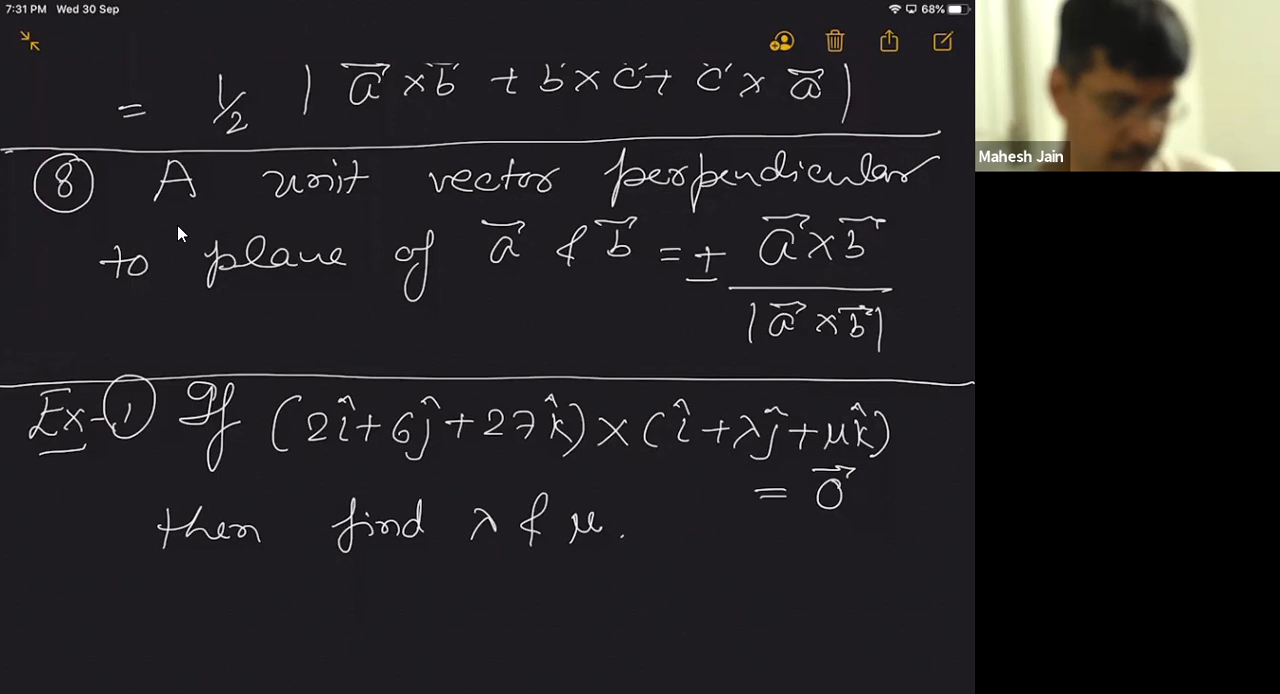 7:31 PM Wed 30 Sep
68%
= 1/2 | a⃗ × b⃗ + b⃗ × c⃗ + c⃗ × a⃗ |
Mahesh Jain
⑧ A unit vector perpendicular
to plane of a⃗ & b⃗ = ± a⃗ × b⃗
|a⃗ × b⃗|
Ex-① If (2î + 6ĵ + 27k̂) × (î + λĵ + μk̂)
= 0⃗
then find λ & μ.